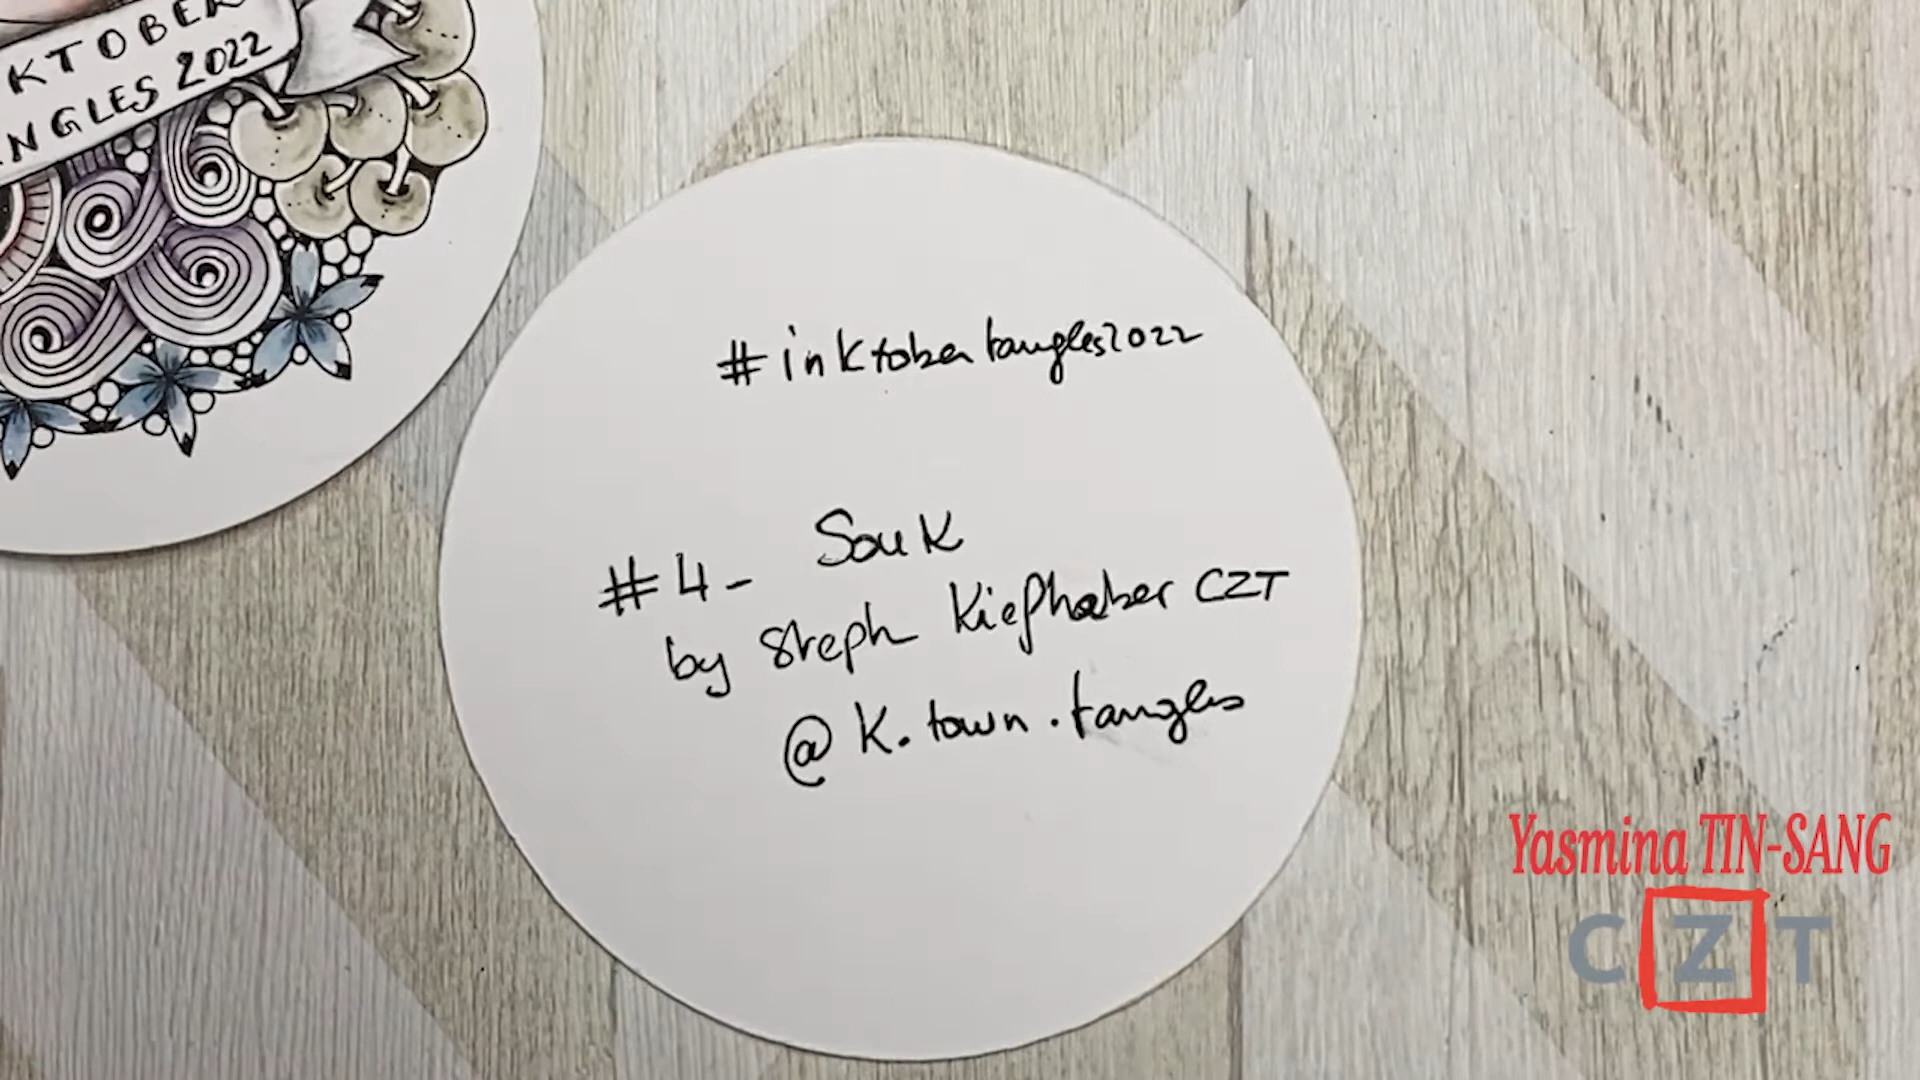 KTOBER
NGLES 2022
#inktobertangles2022
#4- Souk
by Steph Kiefhaber CZT
@k.town.tangles
Yasmina TIN-SANG
CZT